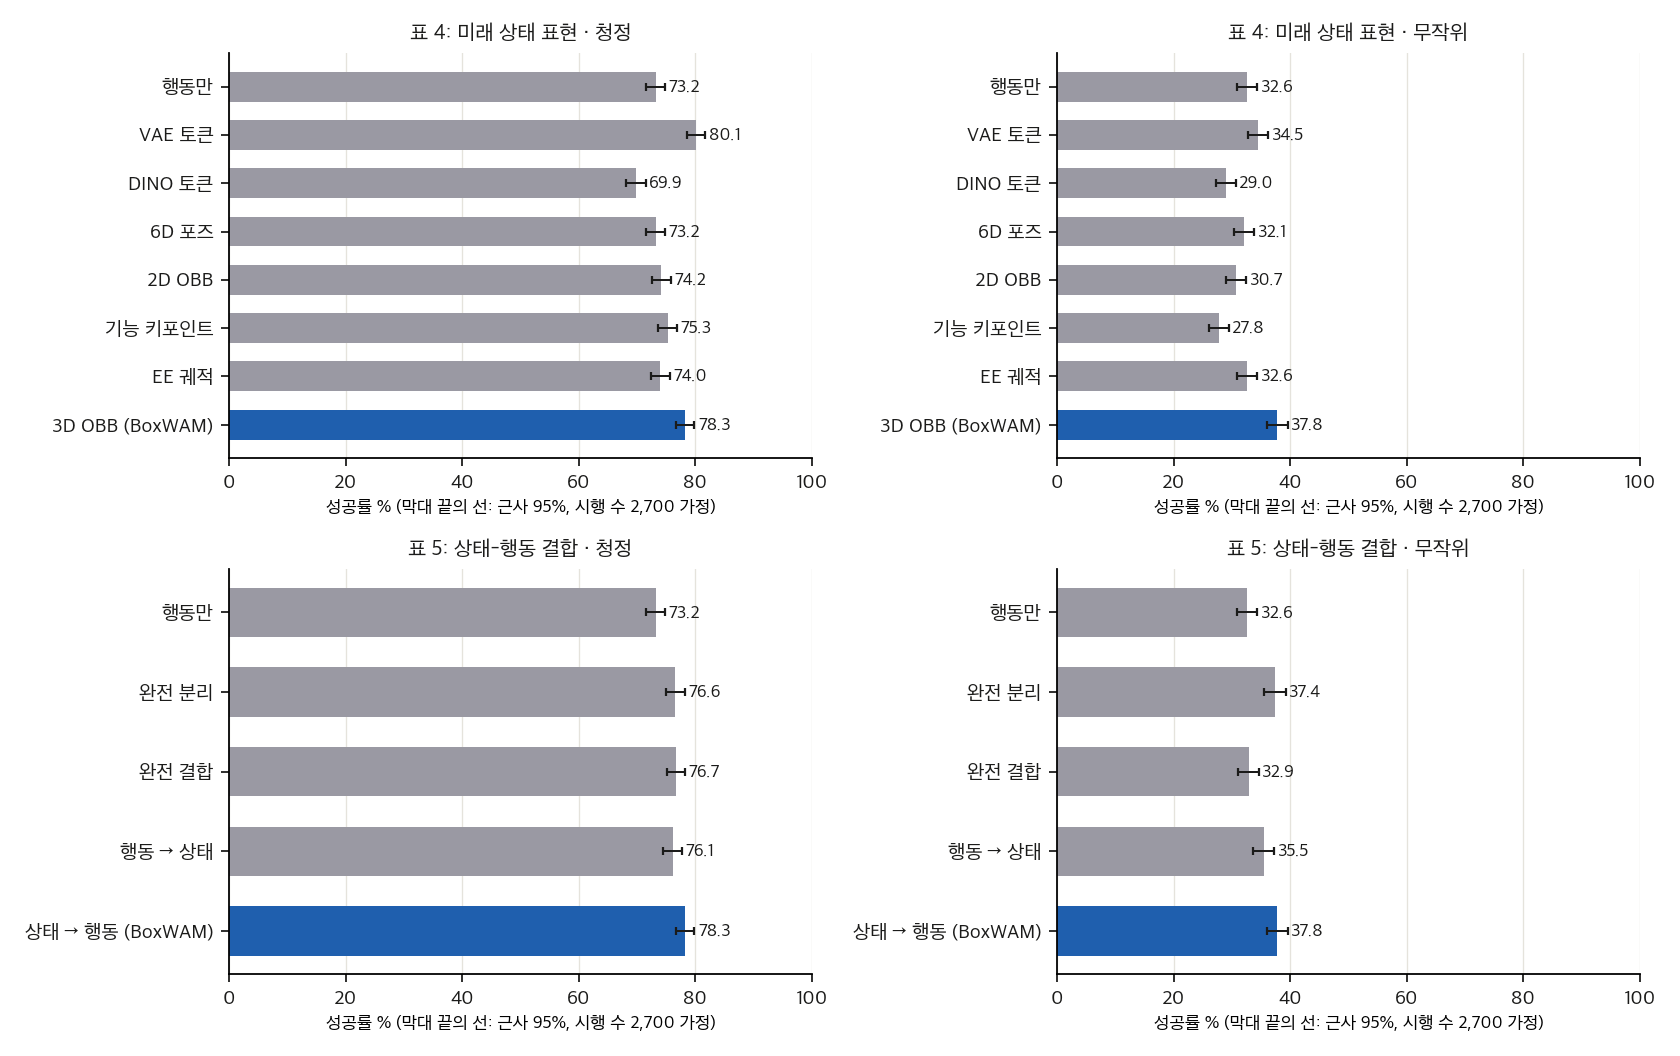 표 4: 미래 상태 표현 · 청정
행동만
73.2
VAE 토큰
80.1
DINO 토큰
69.9
6D 포즈
73.2
2D OBB
74.2
기능 키포인트
75.3
EE 궤적
74.0
3D OBB (BoxWAM)
78.3
0 20 40 60 80 100
성공률 % (막대 끝의 선: 근사 95%, 시행 수 2,700 가정)
표 4: 미래 상태 표현 · 무작위
행동만
32.6
VAE 토큰
34.5
DINO 토큰
29.0
6D 포즈
32.1
2D OBB
30.7
기능 키포인트
27.8
EE 궤적
32.6
3D OBB (BoxWAM)
37.8
0 20 40 60 80 100
성공률 % (막대 끝의 선: 근사 95%, 시행 수 2,700 가정)
표 5: 상태-행동 결합 · 청정
행동만
73.2
완전 분리
76.6
완전 결합
76.7
행동 → 상태
76.1
상태 → 행동 (BoxWAM)
78.3
0 20 40 60 80 100
성공률 % (막대 끝의 선: 근사 95%, 시행 수 2,700 가정)
표 5: 상태-행동 결합 · 무작위
행동만
32.6
완전 분리
37.4
완전 결합
32.9
행동 → 상태
35.5
상태 → 행동 (BoxWAM)
37.8
0 20 40 60 80 100
성공률 % (막대 끝의 선: 근사 95%, 시행 수 2,700 가정)